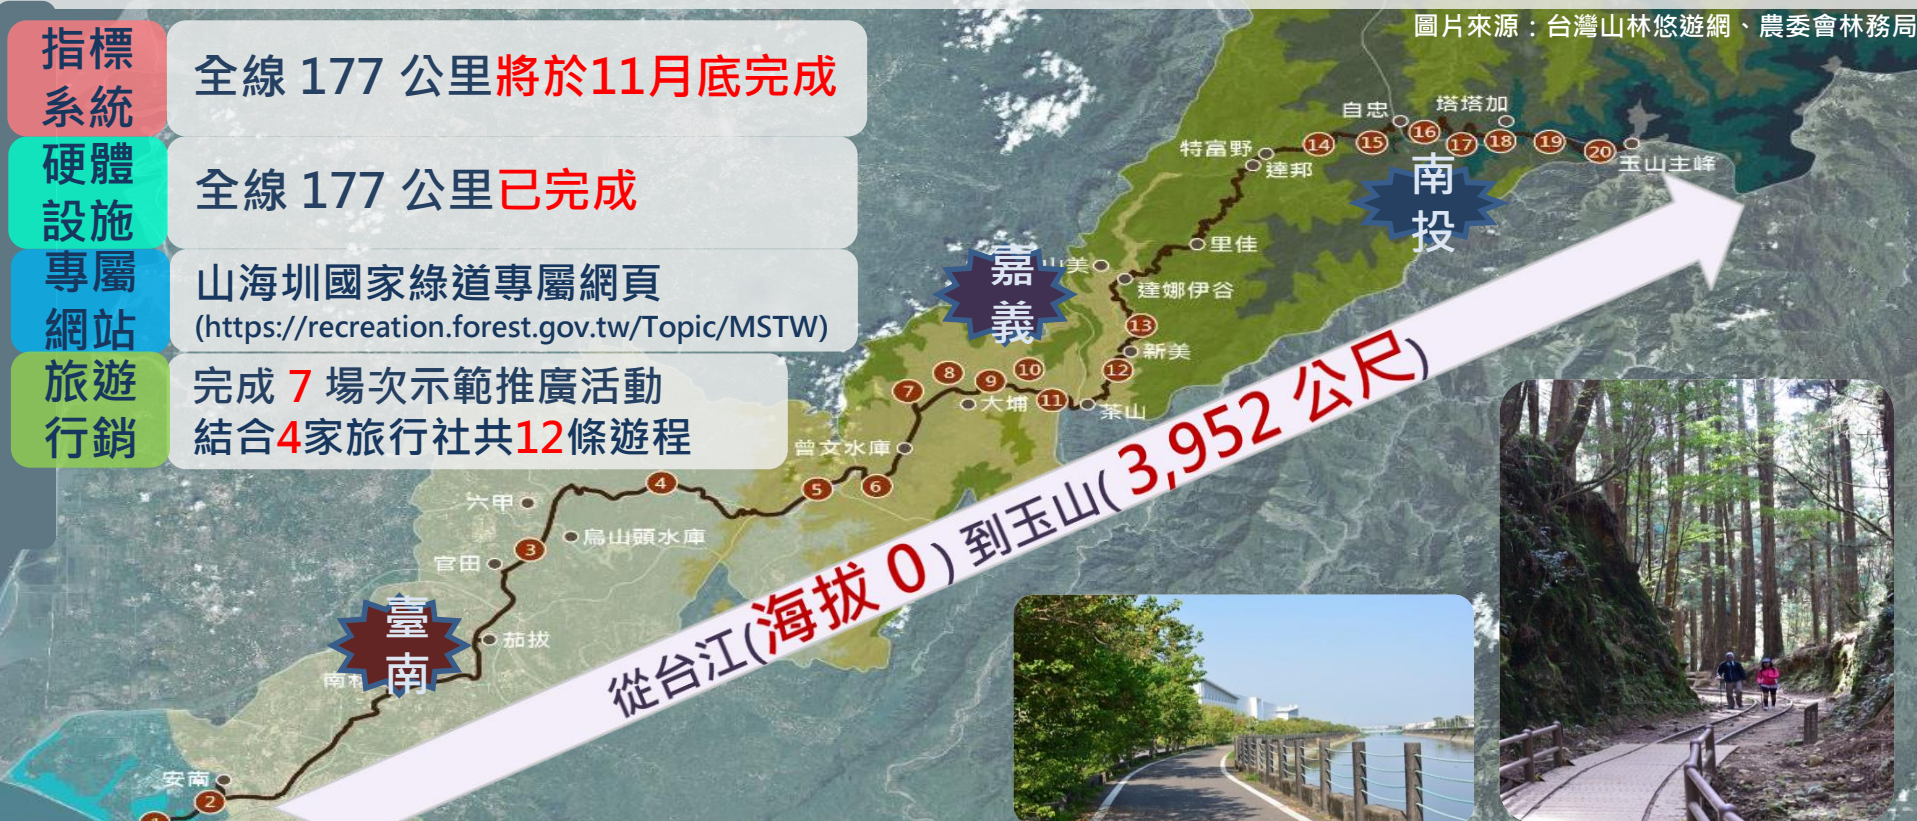 圖片來源：台灣山林悠遊網、農委會林務局
指標
系統
全線 177 公里將於11月底完成
硬體
設施
全線 177 公里已完成
專屬
網站
山海圳國家綠道專屬網頁
(https://recreation.forest.gov.tw/Topic/MSTW)
旅遊
行銷
完成 7 場次示範推廣活動
結合4家旅行社共12條遊程
自忠
塔塔加
特富野
達邦
14
15
16
17
18
19
20
玉山主峰
南
投
里佳
嘉
義
美
達娜伊谷
13
新美
12
7
8
9
10
11
大埔
茶山
曾文水庫
4
5
6
六甲
3
烏山頭水庫
官田
臺
南
茄拔
南
安南
2
1
從台江(海拔 0) 到玉山( 3,952 公尺)